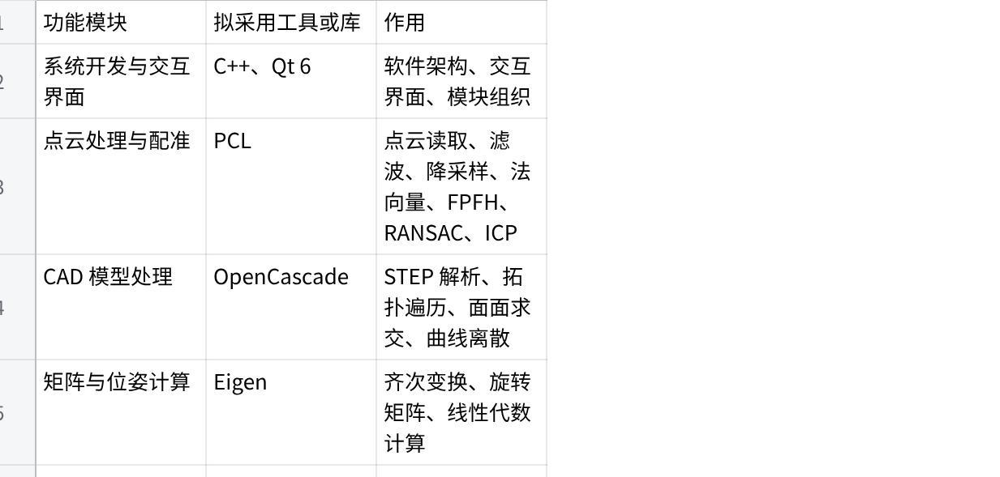 1
功能模块
拟采用工具或库
作用
2
系统开发与交互
界面
C++、Qt 6
软件架构、交互
界面、模块组织
3
点云处理与配准
PCL
点云读取、滤
波、降采样、法
向量、FPFH、
RANSAC、ICP
4
CAD 模型处理
OpenCascade
STEP 解析、拓
扑遍历、面面求
交、曲线离散
5
矩阵与位姿计算
Eigen
齐次变换、旋转
矩阵、线性代数
计算